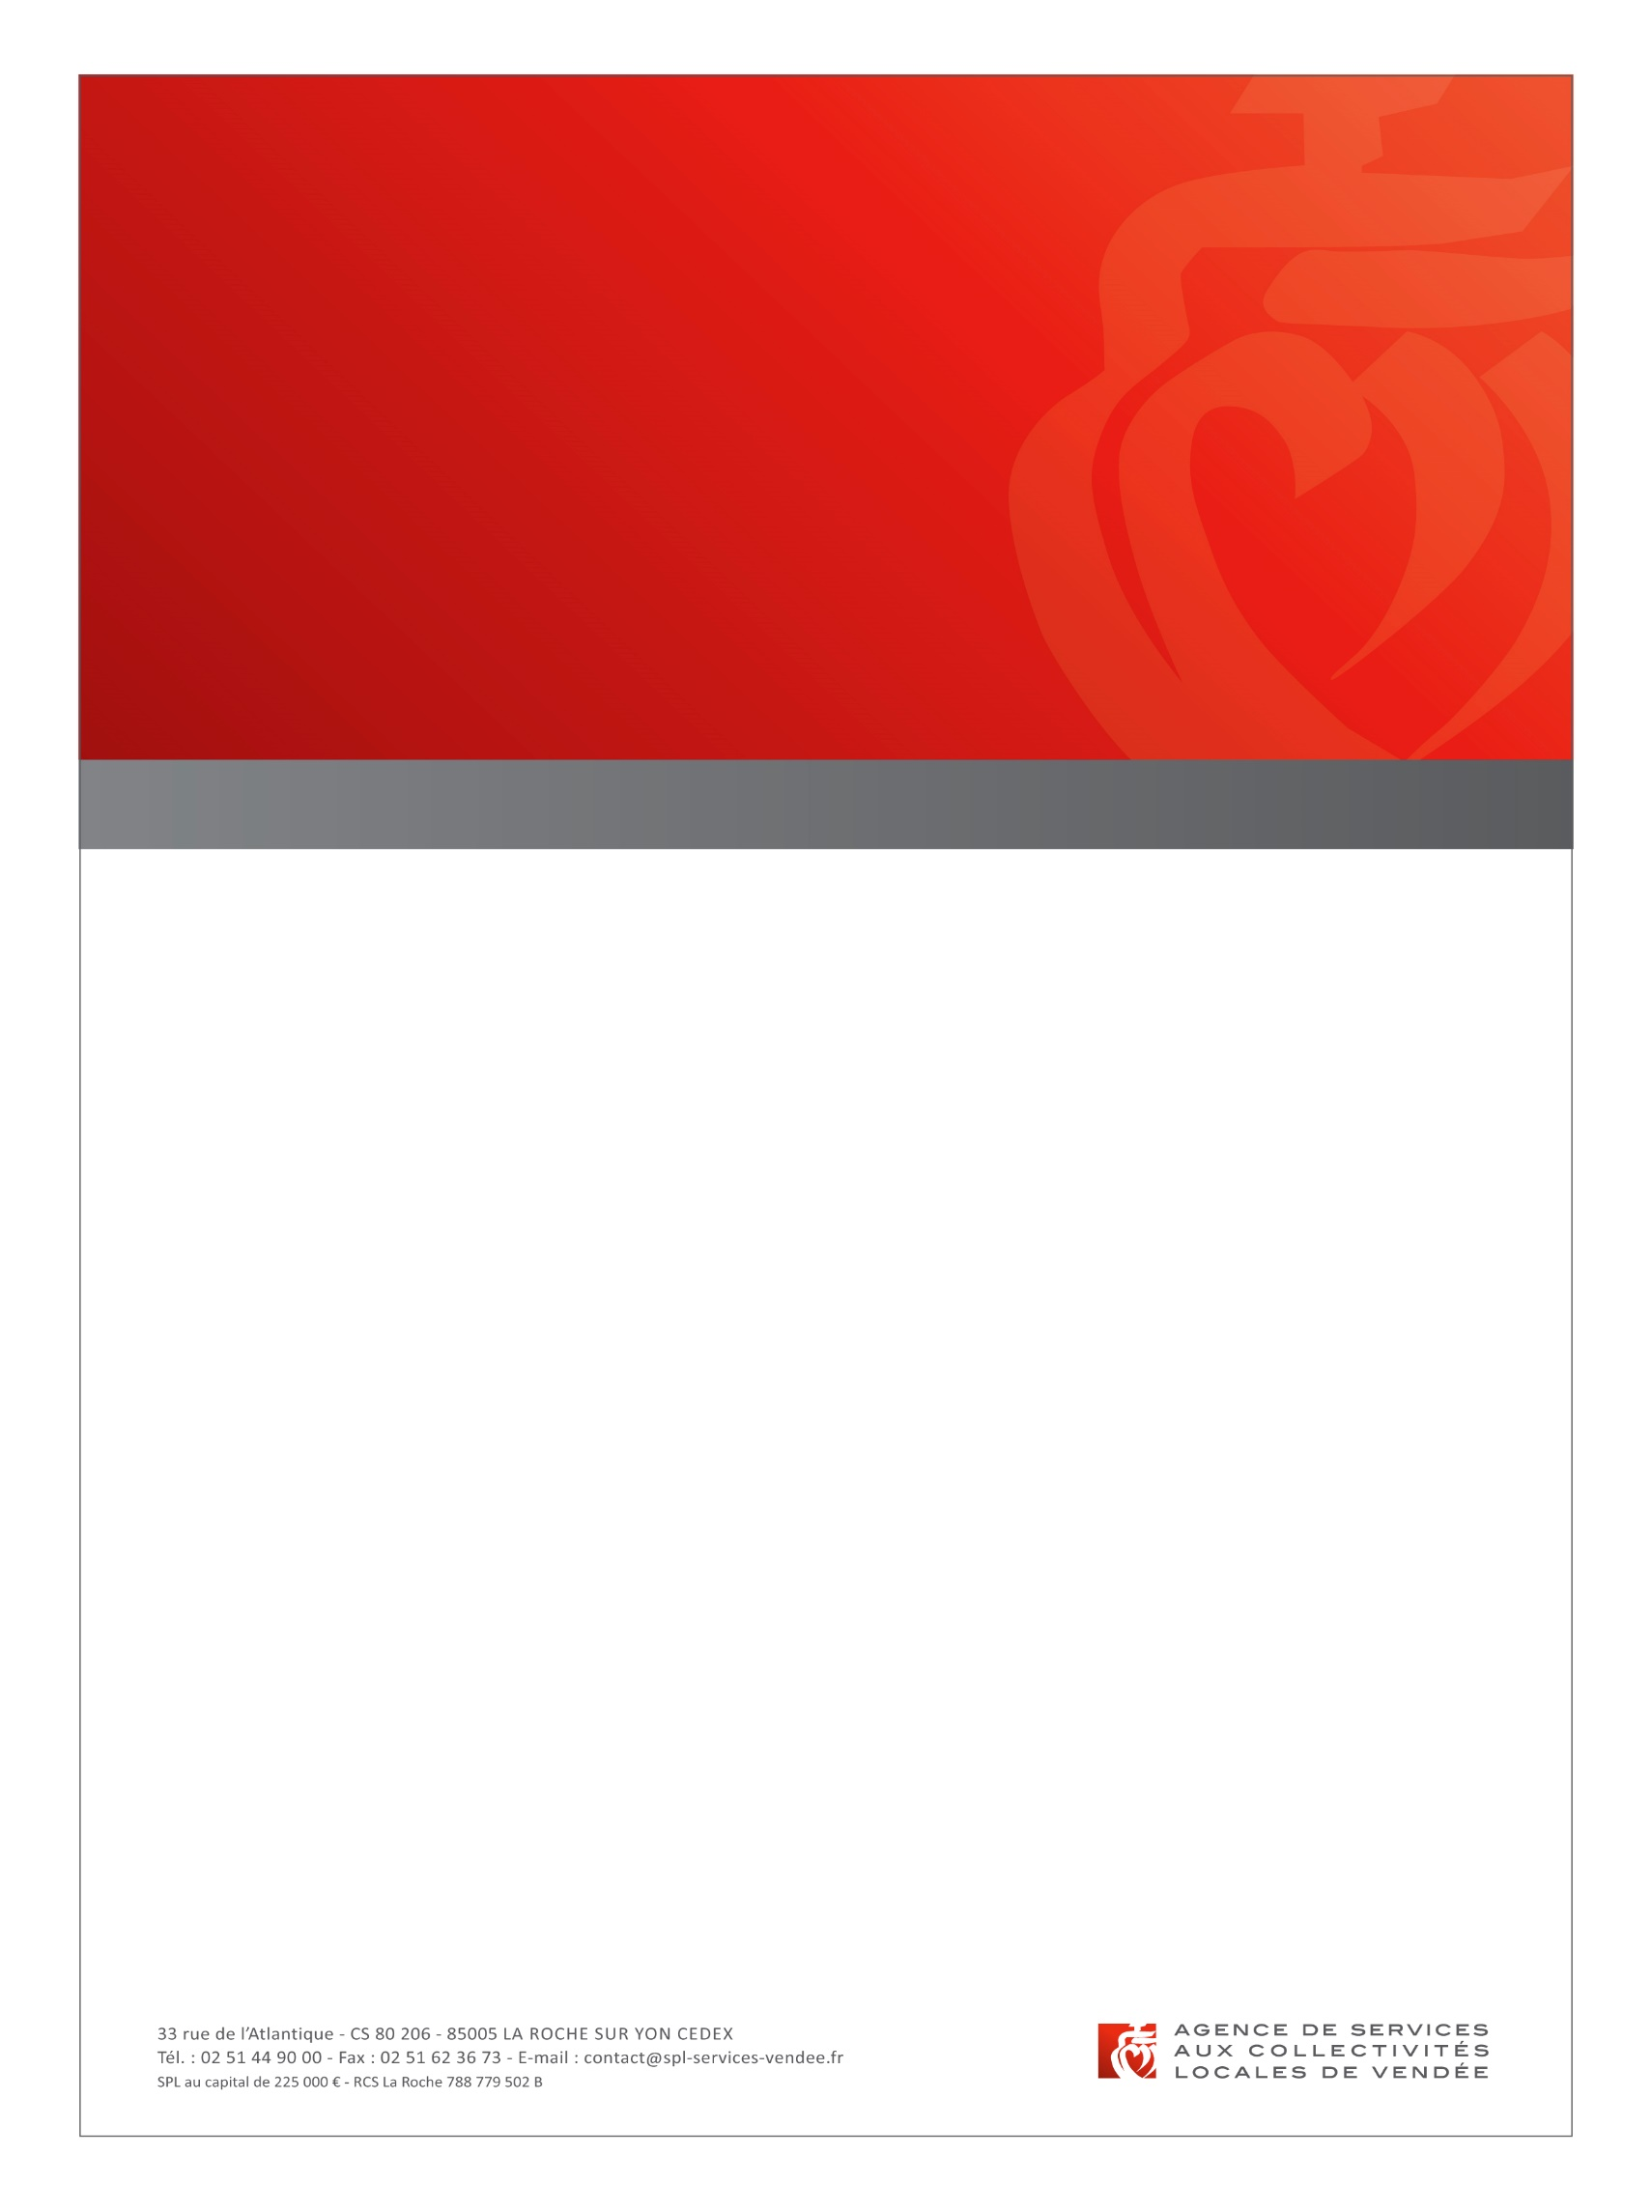 33 rue de l’Atlantique - CS 80 206 - 85005 LA ROCHE SUR YON CEDEX
Tél. : 02 51 44 90 00 - Fax : 02 51 62 36 73 - E-mail : contact@spl-services-vendee.fr
SPL au capital de 225 000 € - RCS La Roche 788 779 502 B
AGENCE DE SERVICES
AUX COLLECTIVITÉS
LOCALES DE VENDÉE